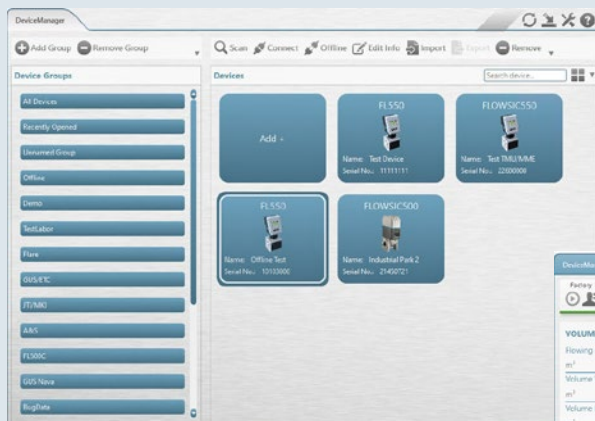 DeviceManager
Add Group Remove Group
Scan Connect Offline Edit Info Import Export Remove
Device Groups
Devices
Search device...
All Devices
Recently Opened
Unnamed Group
Offline
Demo
TestLabor
Flare
GUS/ETC
JT/MKI
AJMS
FL500C
GUS Nava
BugData
Add +
FL550
Name: Test Device
Serial No.: 11111111
FLOWSIC550
Name: Test TMU/MME
Serial No.: 22000000
FL550
Name: Offline Test
Serial No.: 10103000
FLOWSIC500
Name: Industrial Park 2
Serial No.: 21450721
DeviceMa
Factory
VOLUM
Flowing
m³
Volume
m³
Volume